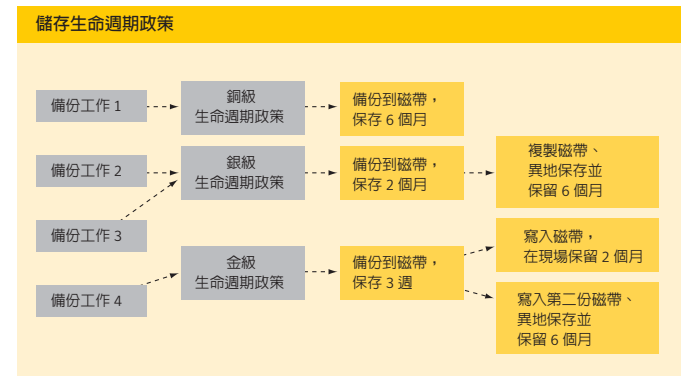 儲存生命週期政策
備份工作 1
銅級
生命週期政策
備份到磁帶，
保存 6 個月
備份工作 2
銀級
生命週期政策
備份到磁帶，
保存 2 個月
複製磁帶、
異地保存並
保留 6 個月
備份工作 3
金級
生命週期政策
備份到磁帶，
保存 3 週
寫入磁帶，
在現場保留 2 個月
備份工作 4
寫入第二份磁帶、
異地保存並
保留 6 個月